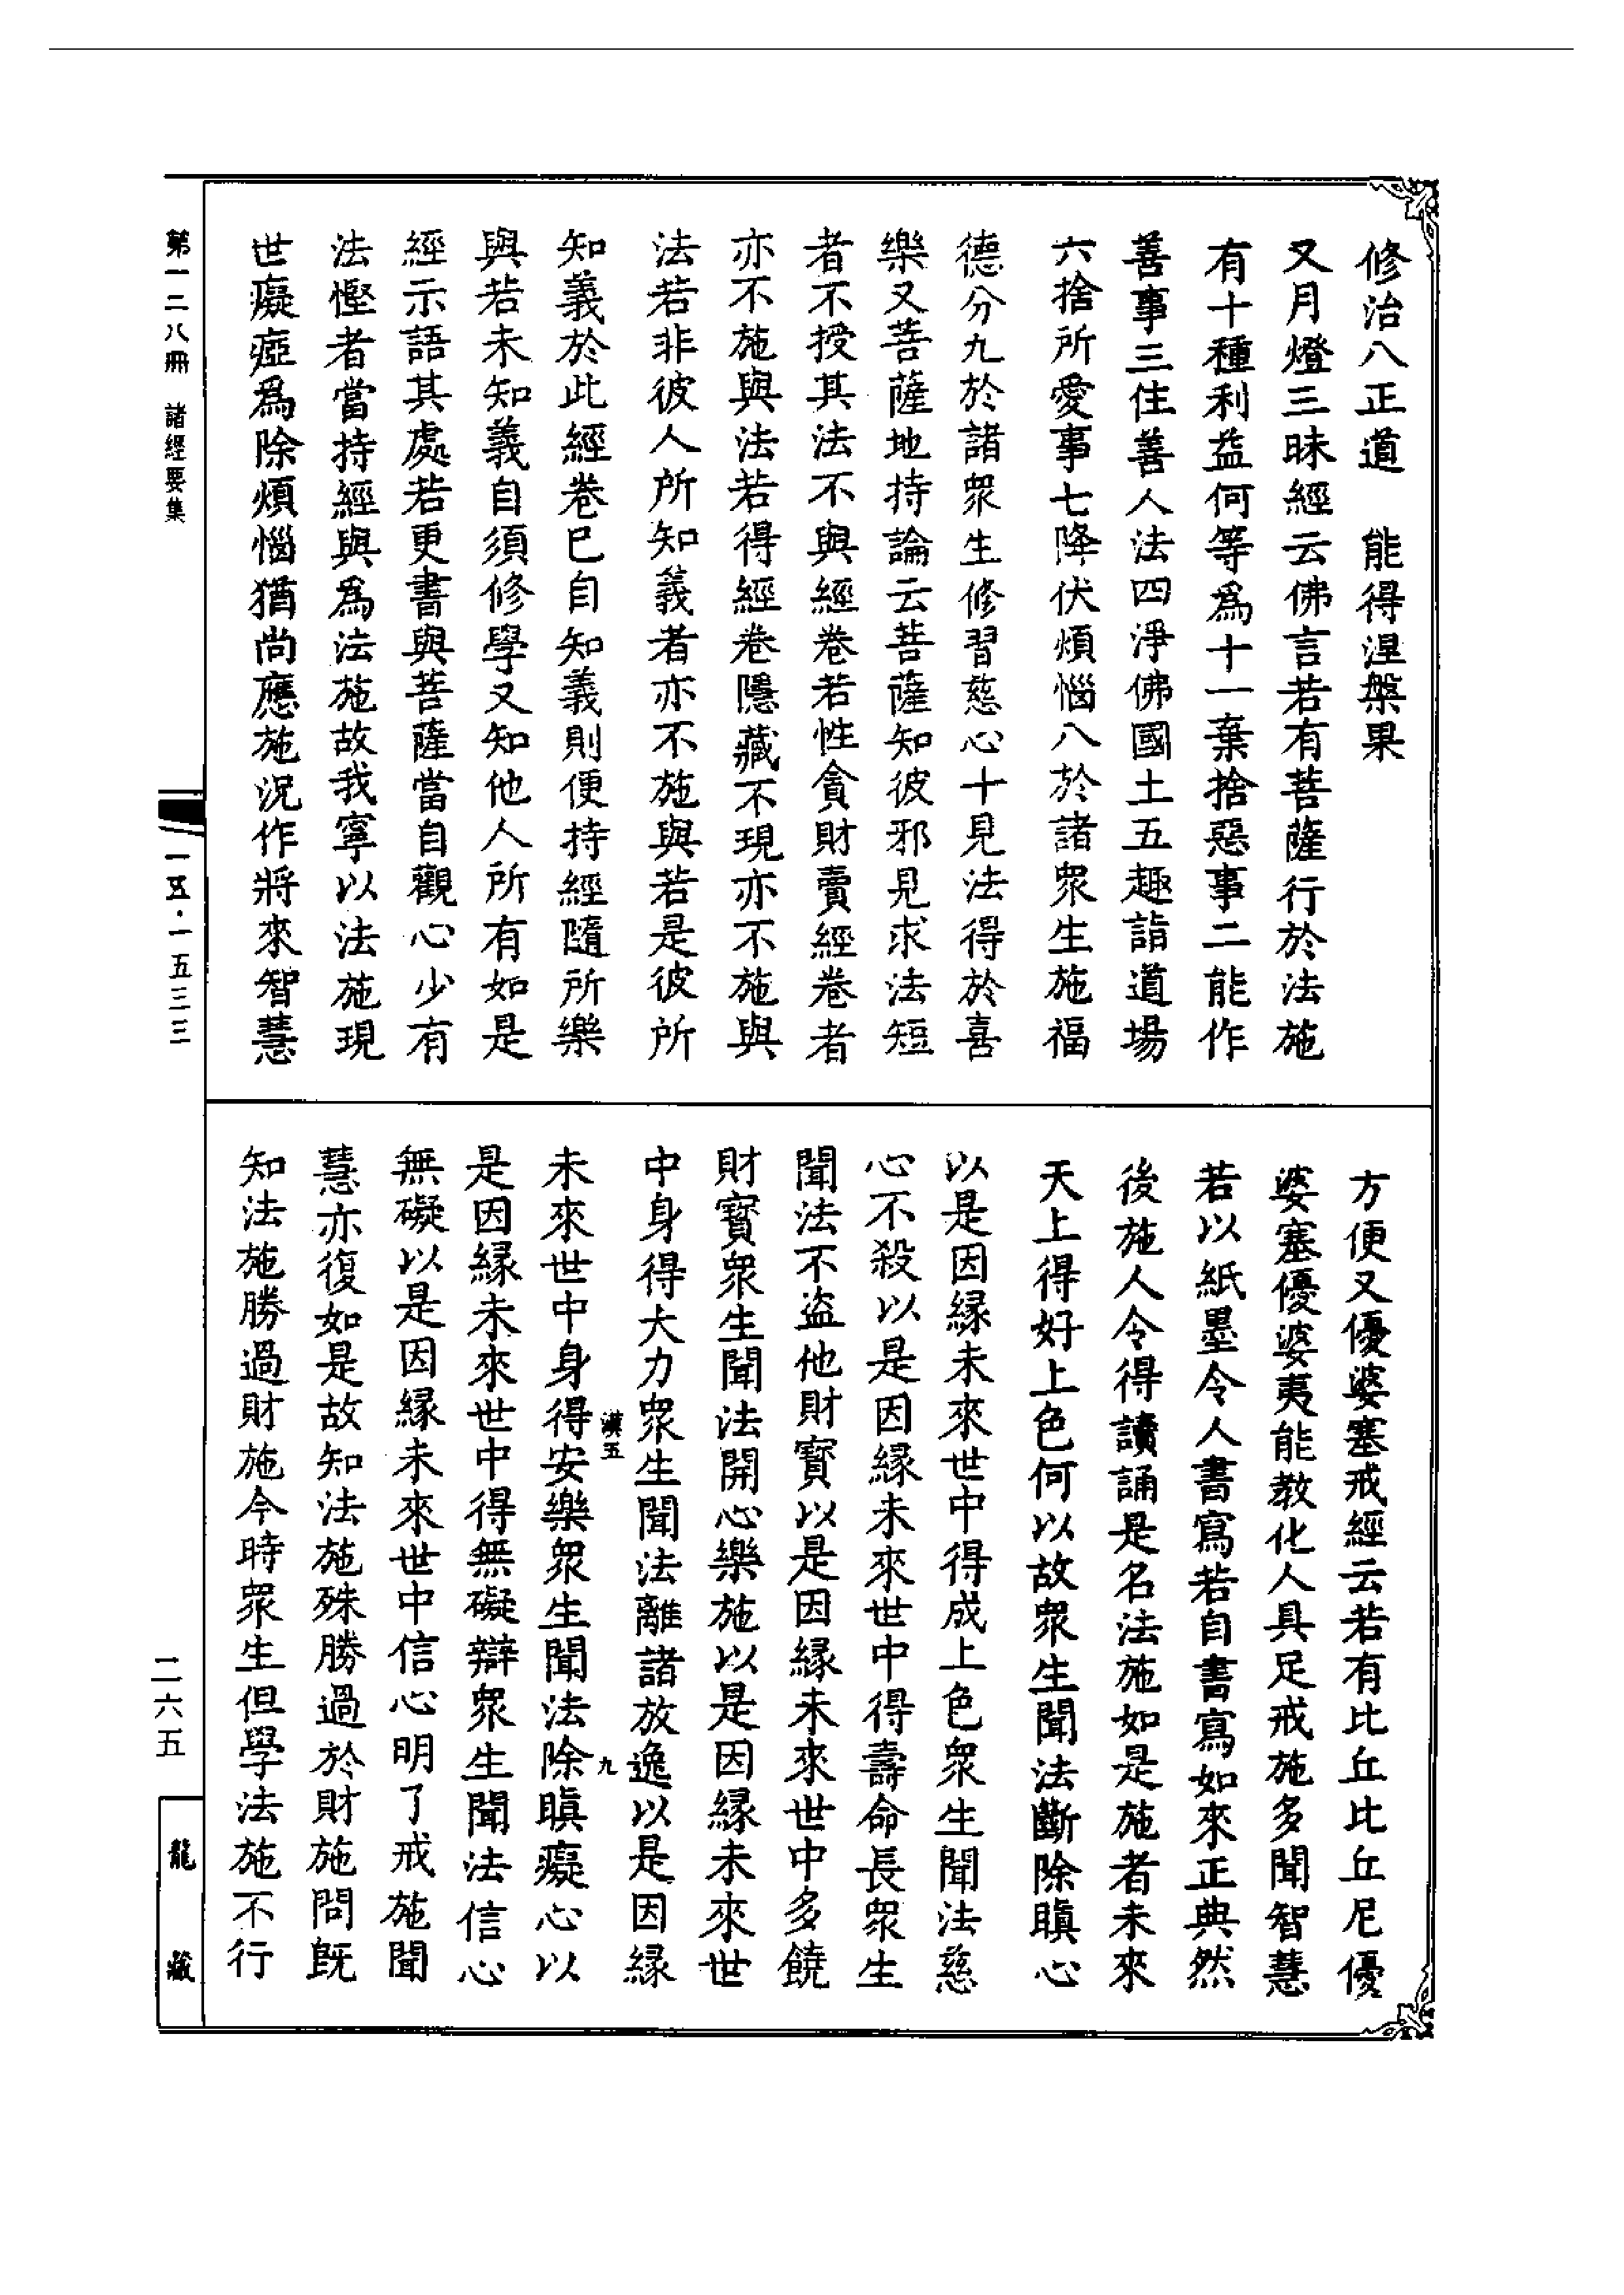 修治八正道　能得涅槃果
又月燈三昧經云佛言若有菩薩行於法施
有十種利益何等爲十一棄捨惡事二能作
善事三住善人法四淨佛國土五趣詣道場
六捨所愛事七降伏煩惱八於諸衆生施福
德分九於諸衆生修習慈心十見法得於喜
樂又菩薩地持論云菩薩知彼邪見求法短
者不授其法不與經卷若性貪財賣經卷者
亦不施與法若得經卷隱藏不現亦不施與
法若非彼人所知義者亦不施與若是彼所
知義於此經卷已自知義則便持經隨所樂
與若未知義自須修學又知他人所有如是
經示語其處若更書與菩薩當自觀心少有
法慳者當持經與爲法施故我寧以法施現
世癡瘂爲除煩惱猶尚應施況作將來智慧
方便又優婆塞戒經云若有比丘比丘尼優
婆塞優婆夷能教化人具足戒施多聞智慧
若以紙墨令人書寫若自書寫如來正典然
後施人令得讀誦是名法施如是施者未來
天上得好上色何以故衆生聞法斷除瞋心
以是因緣未來世中得成上色衆生聞法慈
心不殺以是因緣未來世中得壽命長衆生
聞法不盜他財寶以是因緣未來世中多饒
財寶衆生聞法開心樂施以是因緣未來世
中身得大力衆生聞法離諸放逸以是因緣
漢五　九
未來世中身得安樂衆生聞法除瞋癡心以
是因緣未來世中得無礙辯衆生聞法信心
無礙以是因緣未來世中信心明了戒施聞
慧亦復如是故知法施殊勝過於財施問既
知法施勝過財施今時衆生但學法施不行
第一二八冊　諸經要集
一五·一五三三
二六五
龍藏